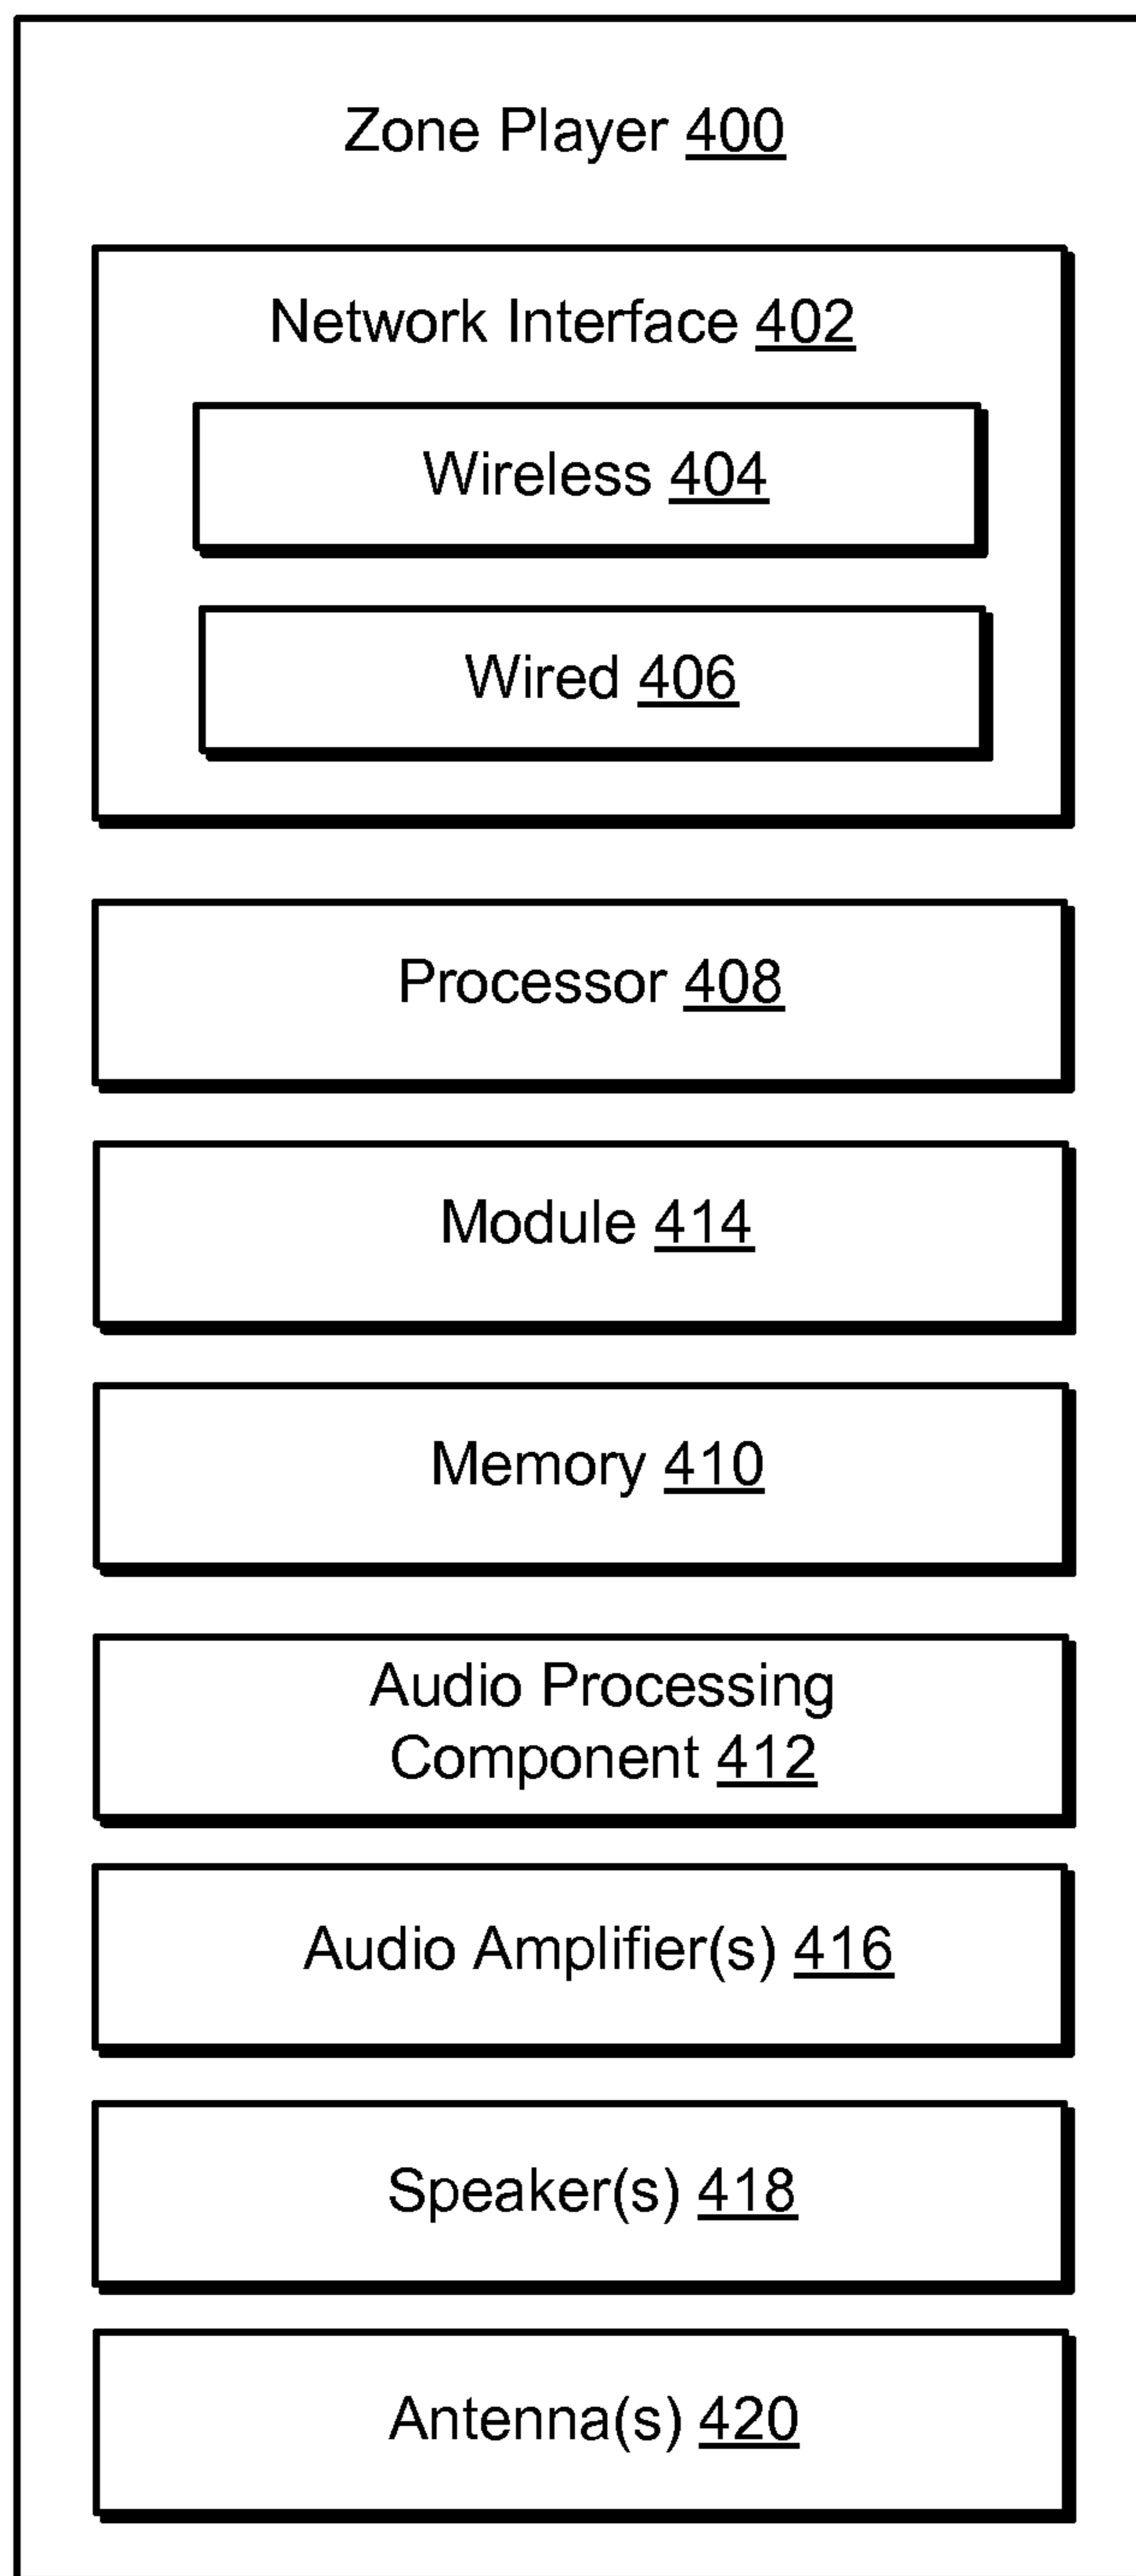 Zone Player 400
Network Interface 402
Wireless 404
Wired 406
Processor 408
Module 414
Memory 410
Audio Processing
Component 412
Audio Amplifier(s) 416
Speaker(s) 418
Antenna(s) 420